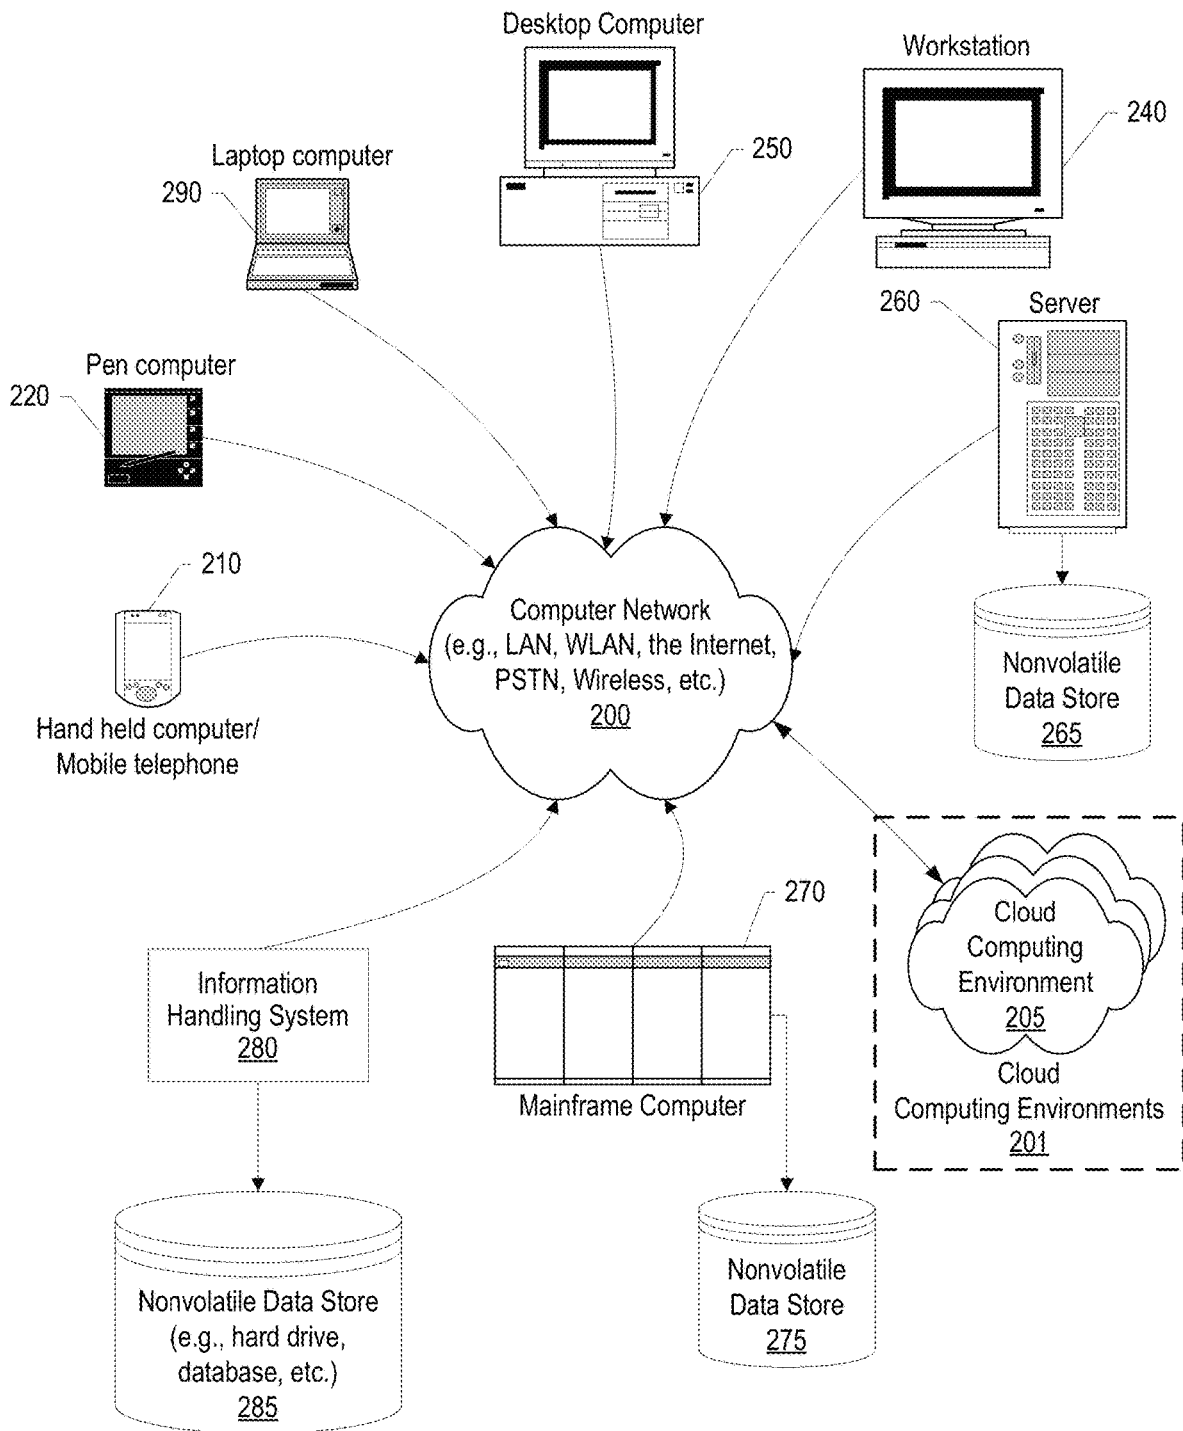 Desktop Computer
250
Workstation
240
Laptop computer
290
260
Server
Pen computer
220
210
Hand held computer/
Mobile telephone
Computer Network
(e.g., LAN, WLAN, the Internet,
PSTN, Wireless, etc.)
200
Nonvolatile
Data Store
265
270
Cloud
Computing
Environment
205
Cloud
Computing Environments
201
Information
Handling System
280
Mainframe Computer
Nonvolatile Data Store
(e.g., hard drive,
database, etc.)
285
Nonvolatile
Data Store
275